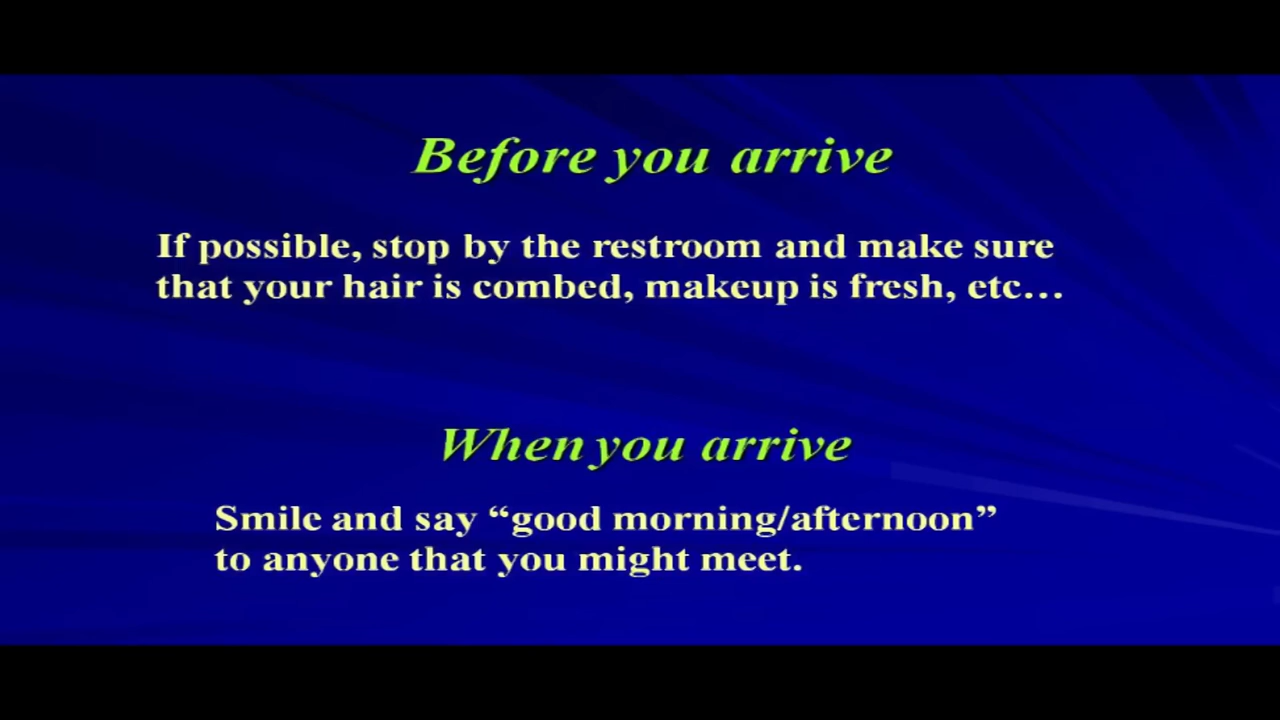 Before you arrive
If possible, stop by the restroom and make sure
that your hair is combed, makeup is fresh, etc…
When you arrive
Smile and say “good morning/afternoon”
to anyone that you might meet.